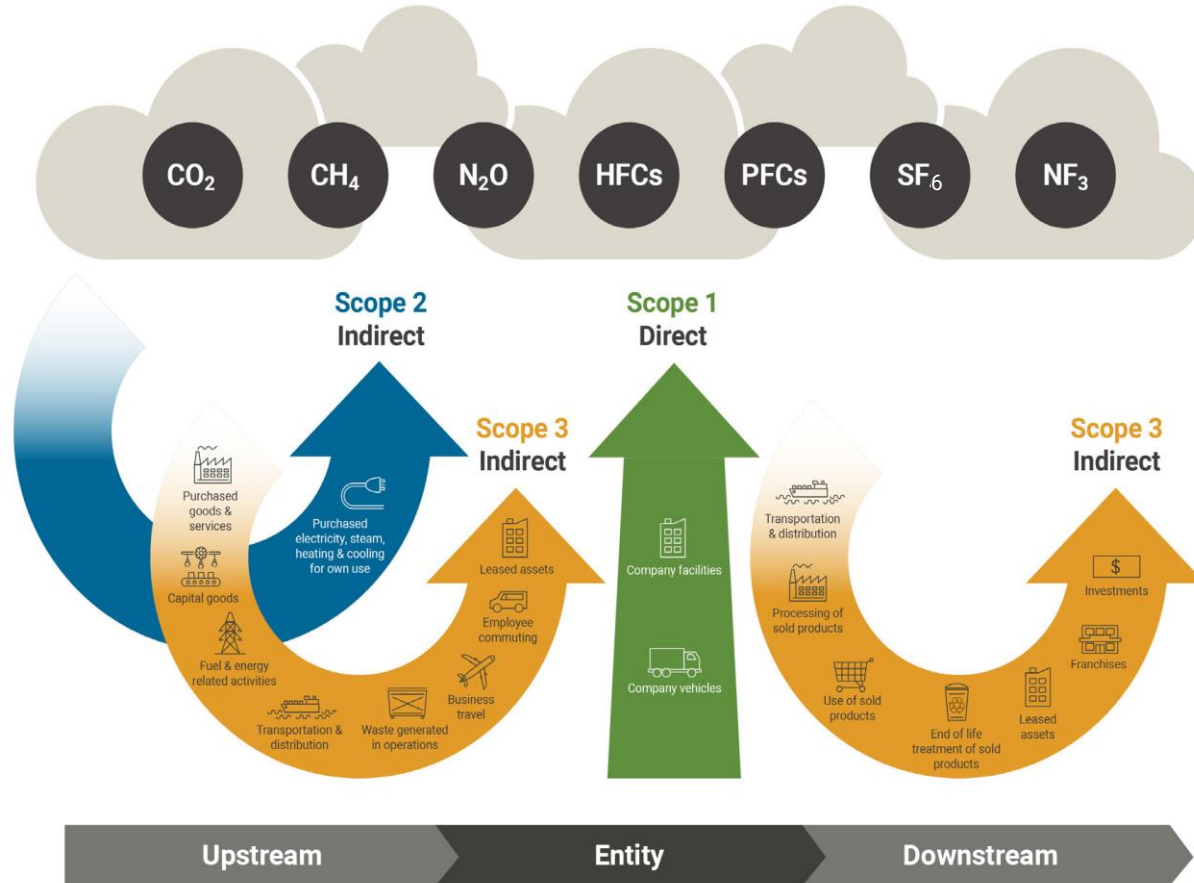 CO₂ CH₄ N₂O HFCs PFCs SF₆ NF₃
Scope 2
Indirect
Scope 1
Direct
Scope 3
Indirect
Scope 3
Indirect
Purchased
goods &
services
Capital goods
Fuel & energy
related activities
Transportation &
distribution
Waste generated
in operations
Business
travel
Employee
commuting
Leased assets
Purchased
electricity, steam,
heating & cooling
for own use
Company facilities
Company vehicles
Transportation
& distribution
Processing of
sold products
Use of sold
products
End of life
treatment of sold
products
Leased
assets
Franchises
$
Investments
Upstream Entity Downstream